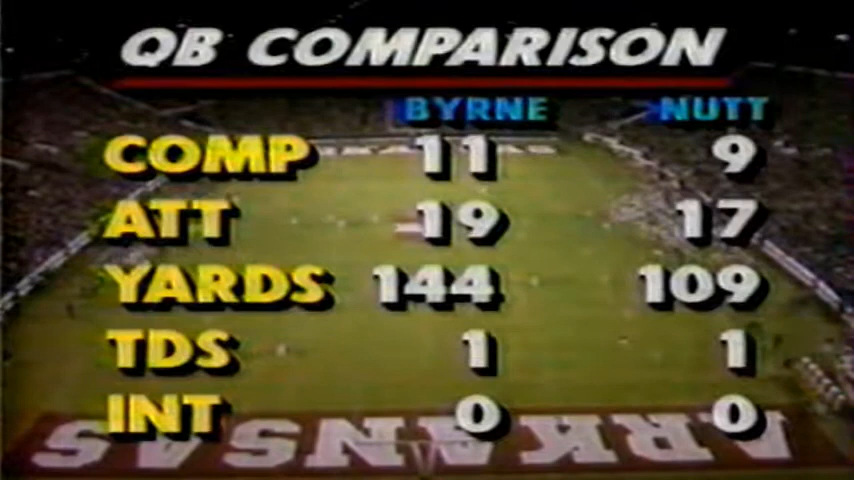 QB COMPARISON
BYRNE NUTT
COMP 11 9
ATT 19 17
YARDS 144 109
TDS 1 1
INT 0 0
ARKANSAS